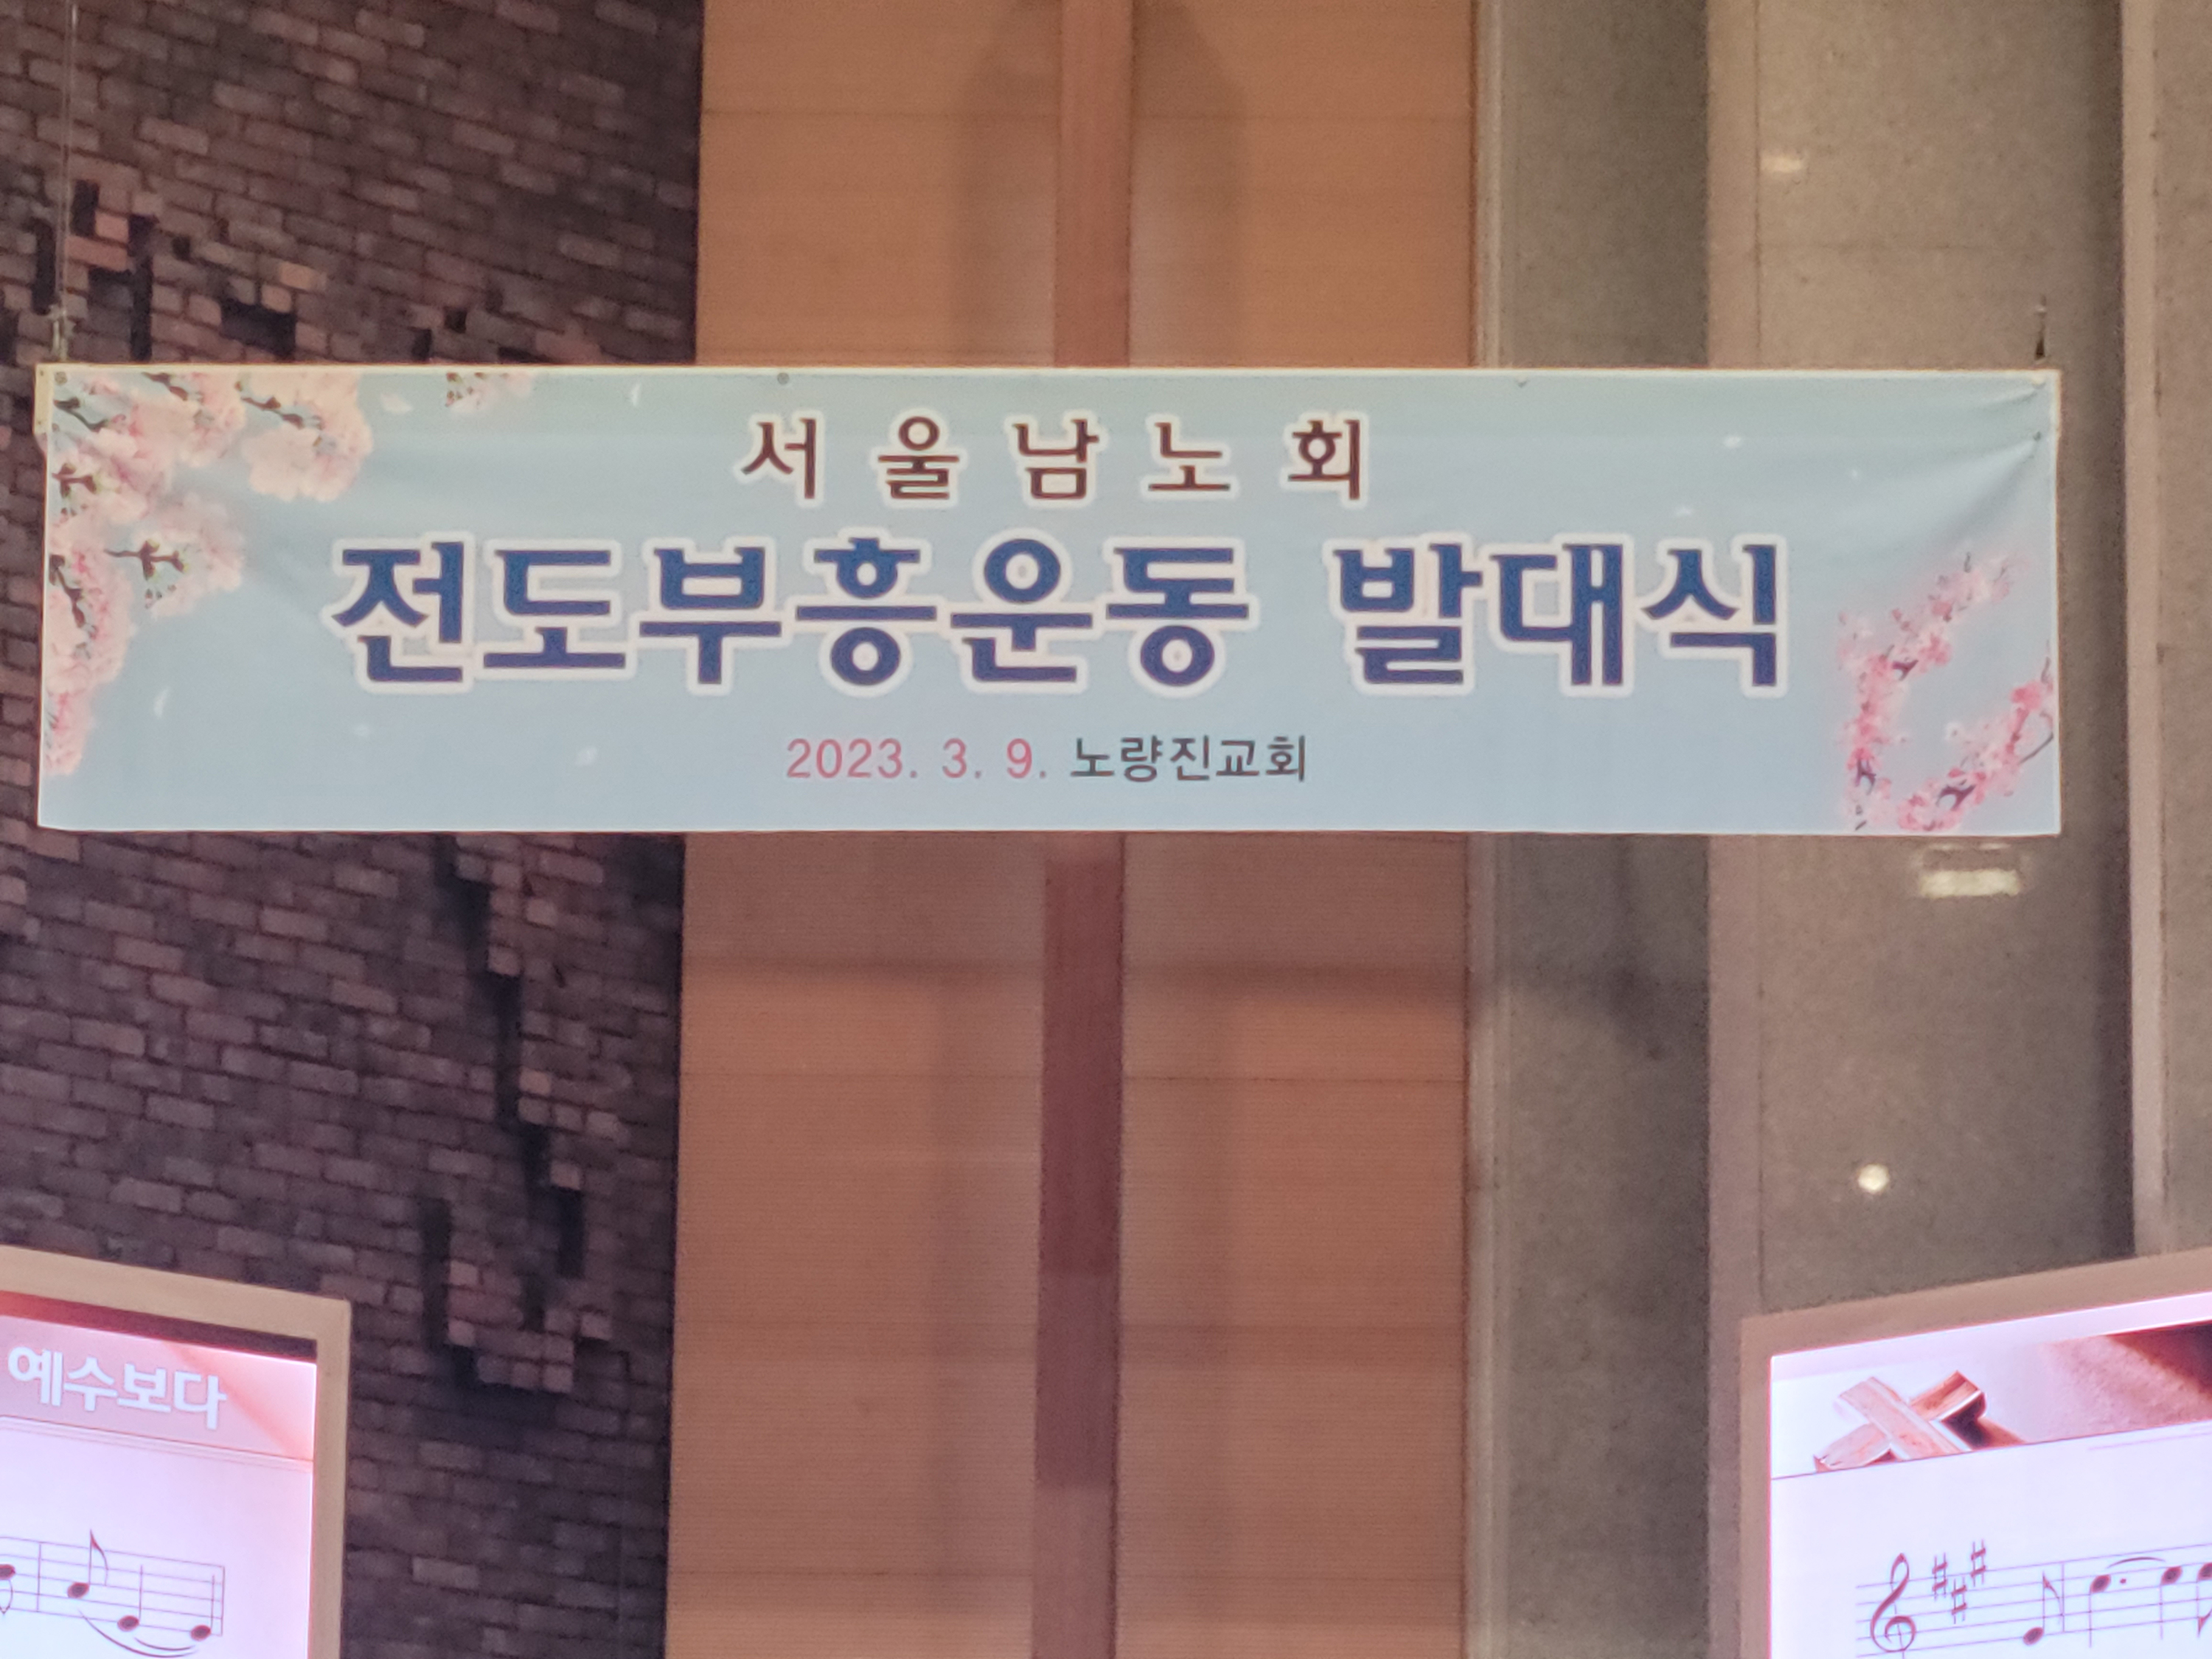 서울남노회
전도부흥운동 발대식
2023. 3. 9. 노량진교회
예수보다